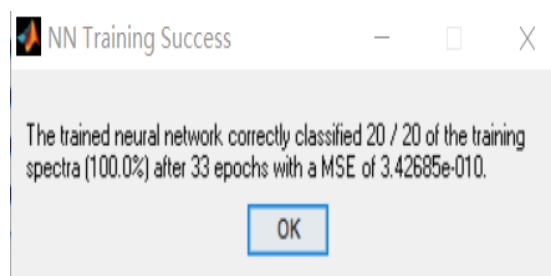 NN Training Success
The trained neural network correctly classified 20 / 20 of the training
spectra (100.0%) after 33 epochs with a MSE of 3.42685e-010.
OK